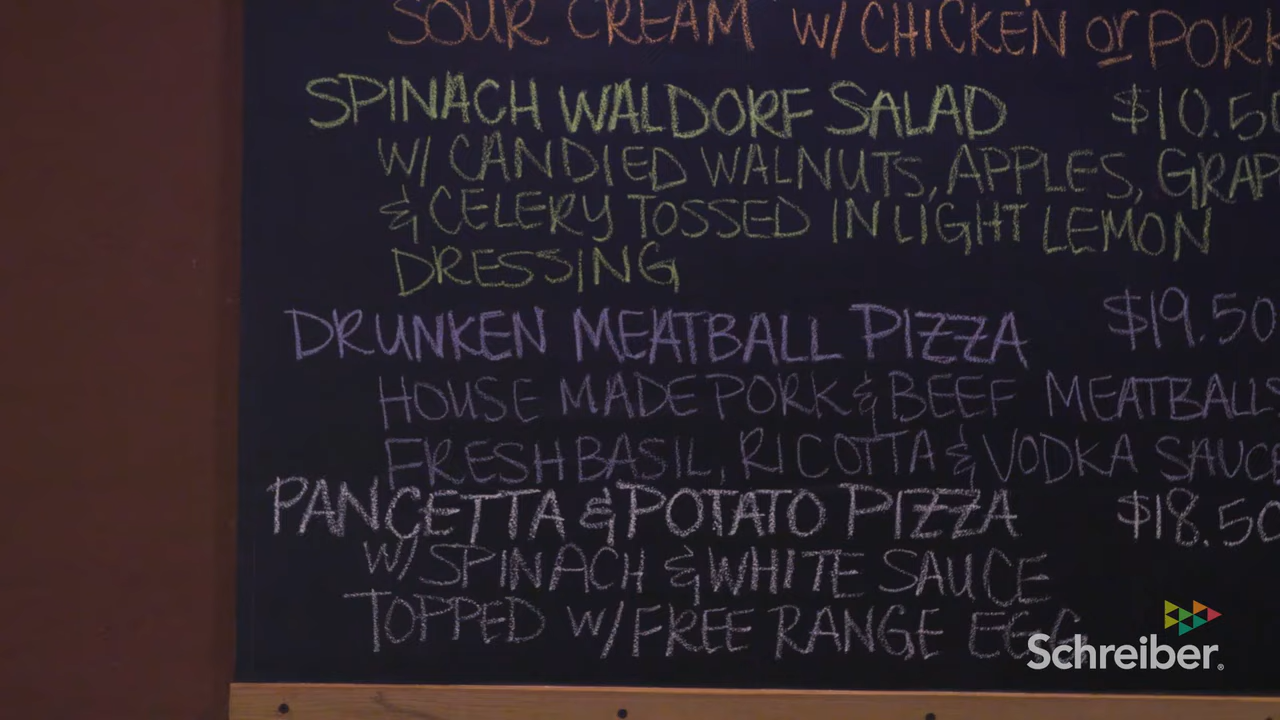 SOUR CREAM W/ CHICKEN or PORK
SPINACH WALDORF SALAD $10.50
W/ CANDIED WALNUTS, APPLES, GRAP
& CELERY TOSSED IN LIGHT LEMON
DRESSING
DRUNKEN MEATBALL PIZZA $19.50
HOUSE MADE PORK & BEEF MEATBALLS
FRESH BASIL, RICOTTA & VODKA SAUCE
PANCETTA & POTATO PIZZA $18.50
W/ SPINACH & WHITE SAUCE
TOPPED W/ FREE RANGE EGG
Schreiber.